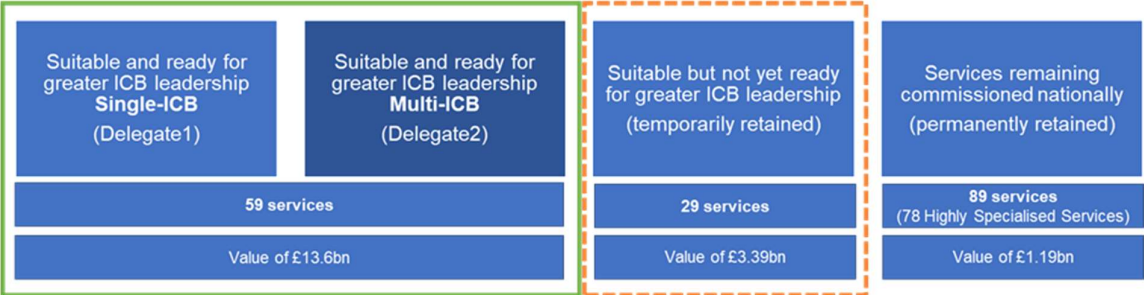 Suitable and ready for
greater ICB leadership
Single-ICB
(Delegate1)
Suitable and ready for
greater ICB leadership
Multi-ICB
(Delegate2)
59 services
Value of £13.6bn
Suitable but not yet ready
for greater ICB leadership
(temporarily retained)
29 services
Value of £3.39bn
Services remaining
commissioned nationally
(permanently retained)
89 services
(78 Highly Specialised Services)
Value of £1.19bn